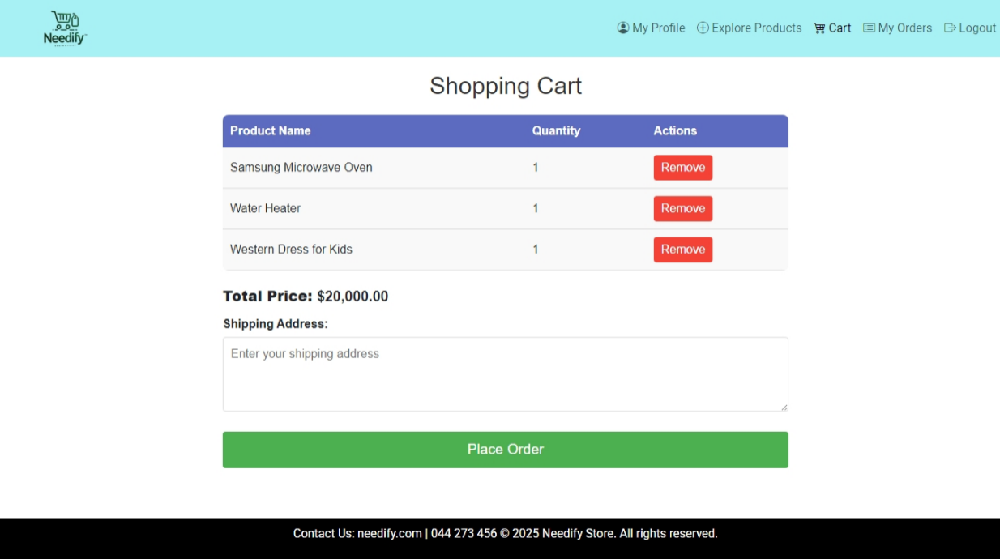 Needify
My Profile Explore Products Cart My Orders Logout
Shopping Cart
Product Name Quantity Actions
Samsung Microwave Oven 1 Remove
Water Heater 1 Remove
Western Dress for Kids 1 Remove
Total Price: $20,000.00
Shipping Address:
Enter your shipping address
Place Order
Contact Us: needify.com | 044 273 456 © 2025 Needify Store. All rights reserved.